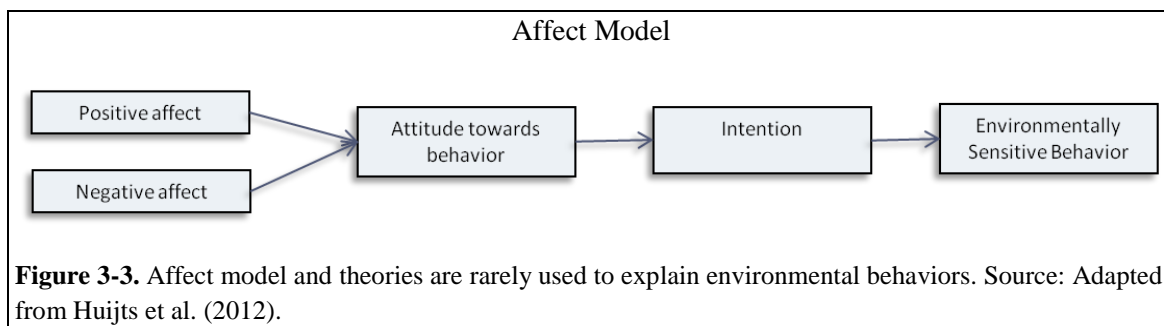 Affect Model
Positive affect
Negative affect
Attitude towards
behavior
Intention
Environmentally
Sensitive Behavior
Figure 3-3. Affect model and theories are rarely used to explain environmental behaviors. Source: Adapted
from Huijts et al. (2012).